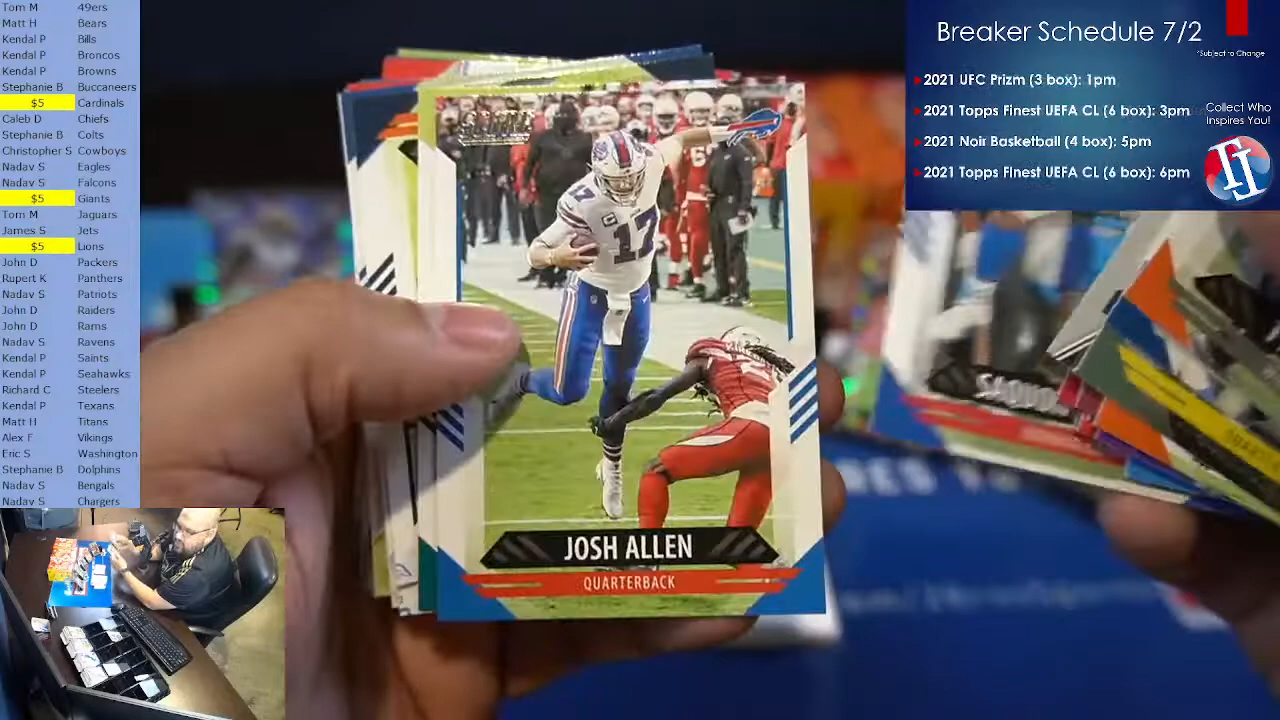 Tom M 49ers
Matt H Bears
Kendal P Bills
Kendal P Broncos
Kendal P Browns
Stephanie B Buccaneers
$5 Cardinals
Caleb D Chiefs
Stephanie B Colts
Christopher S Cowboys
Nadav S Eagles
Nadav S Falcons
$5 Giants
Tom M Jaguars
James S Jets
$5 Lions
John D Packers
Rupert K Panthers
Nadav S Patriots
John D Raiders
John D Rams
Nadav S Ravens
Kendal P Saints
Kendal P Seahawks
Richard C Steelers
Kendal P Texans
Matt H Titans
Alex F Vikings
Eric S Washington
Stephanie B Dolphins
Nadav S Bengals
Nadav S Chargers
SCORE
17
17
JOSH ALLEN
QUARTERBACK
Breaker Schedule 7/2
*Subject to Change
2021 UFC Prizm (3 box): 1pm
2021 Topps Finest UEFA CL (6 box): 3pm
2021 Noir Basketball (4 box): 5pm
2021 Topps Finest UEFA CL (6 box): 6pm
Collect Who
Inspires You!